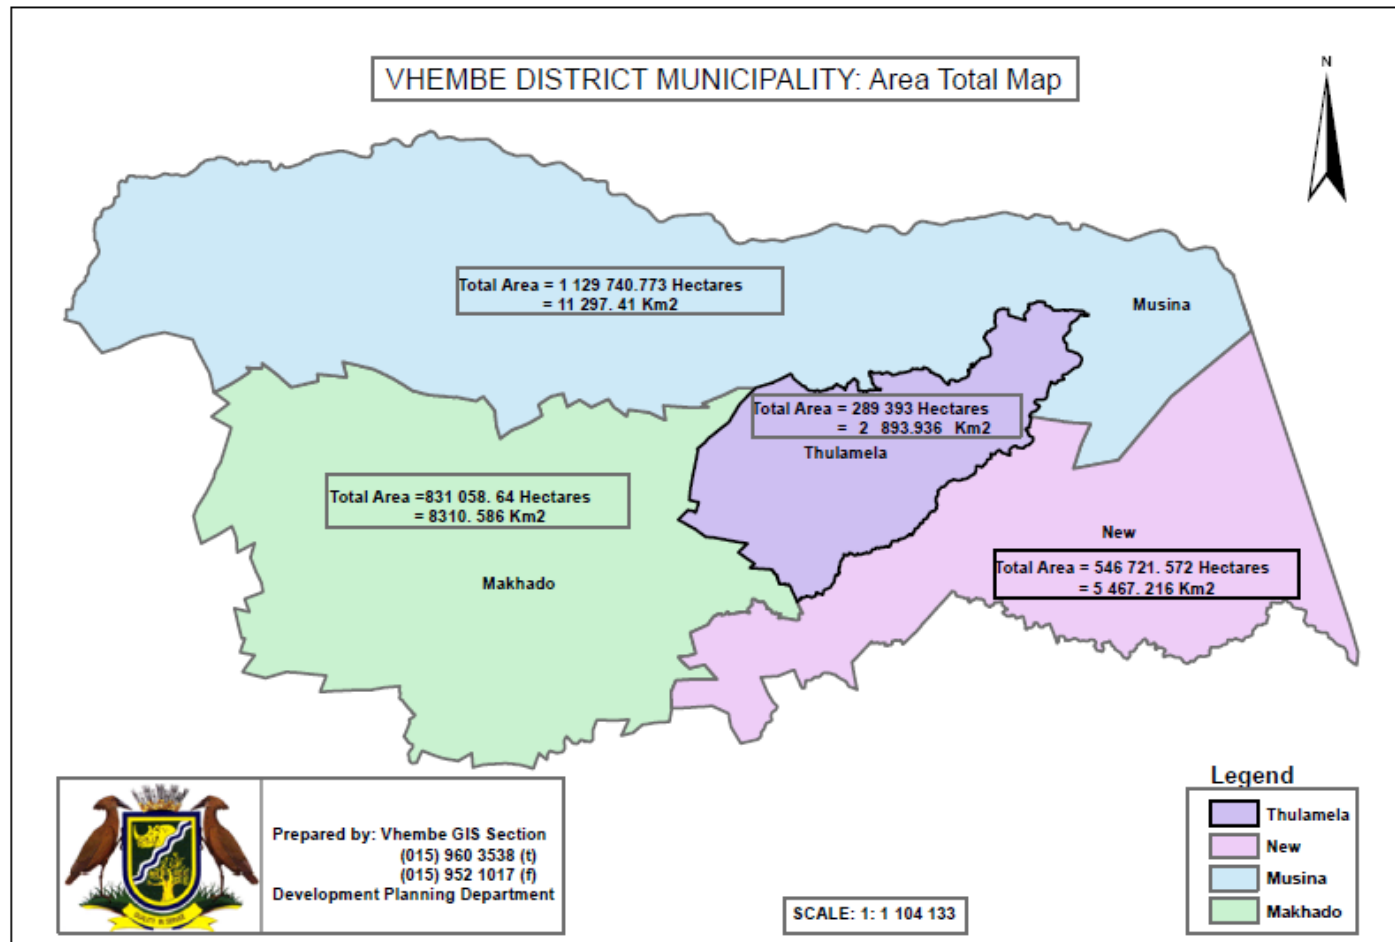 VHEMBE DISTRICT MUNICIPALITY: Area Total Map
N
Total Area = 1 129 740.773 Hectares
= 11 297. 41 Km2
Musina
Total Area = 289 393 Hectares
= 2 893.936 Km2
Thulamela
Total Area =831 058. 64 Hectares
= 8310. 586 Km2
Makhado
New
Total Area = 546 721. 572 Hectares
= 5 467. 216 Km2
Prepared by: Vhembe GIS Section
(015) 960 3538 (t)
(015) 952 1017 (f)
Development Planning Department
QUALITY IN SERVICE
SCALE: 1: 1 104 133
Legend
Thulamela
New
Musina
Makhado